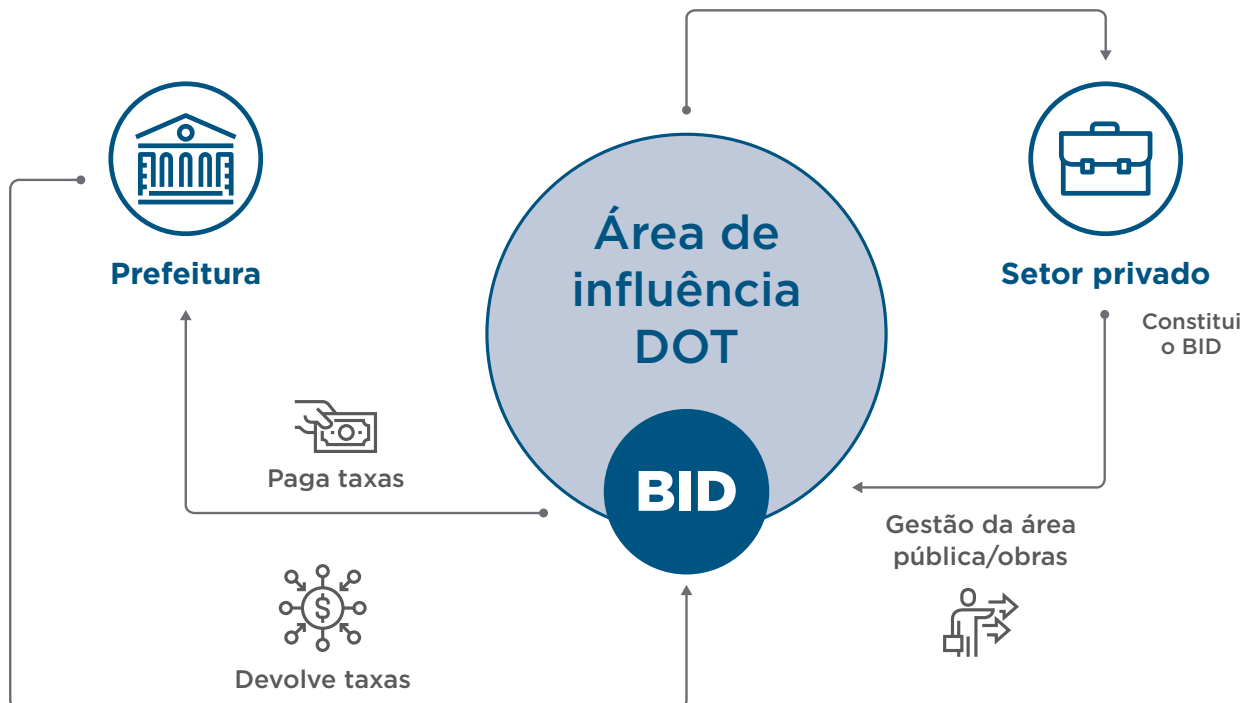 Prefeitura
Paga taxas
$
Devolve taxas
Área de
influência
DOT
BID
Setor privado
Constitui
o BID
Gestão da área
pública/obras